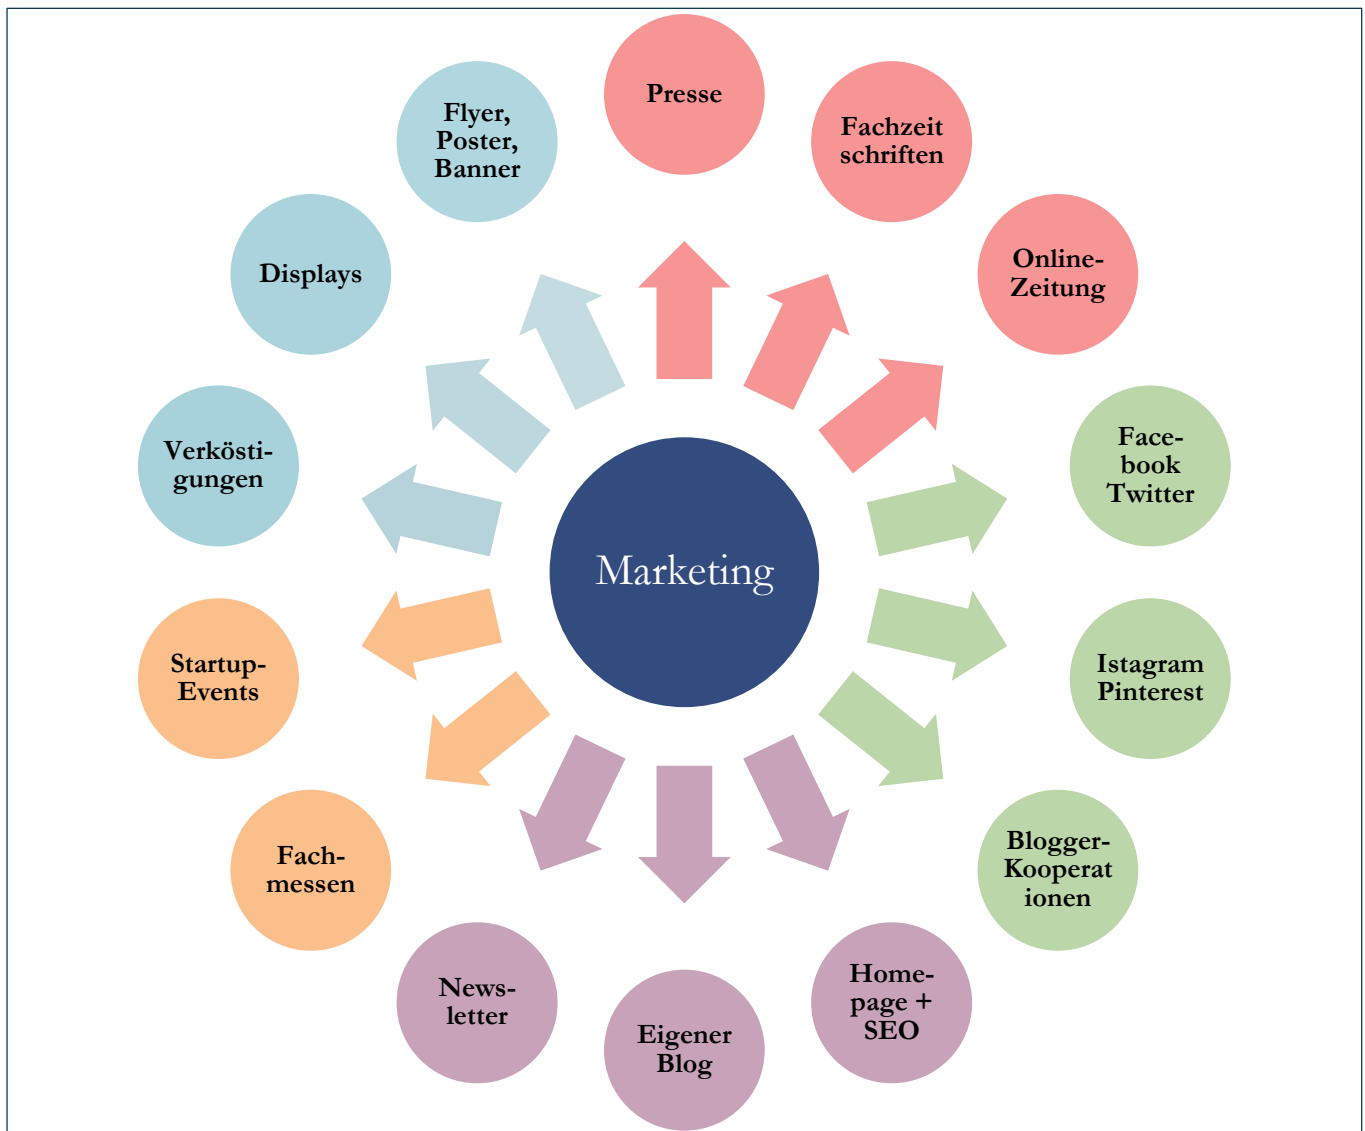 Presse
Fachzeit
schriften
Online-
Zeitung
Face-
book
Twitter
Istagram
Pinterest
Blogger-
Kooperat
ionen
Home-
page +
SEO
Eigener
Blog
News-
letter
Fach-
messen
Startup-
Events
Verkösti-
gungen
Displays
Flyer,
Poster,
Banner
Marketing